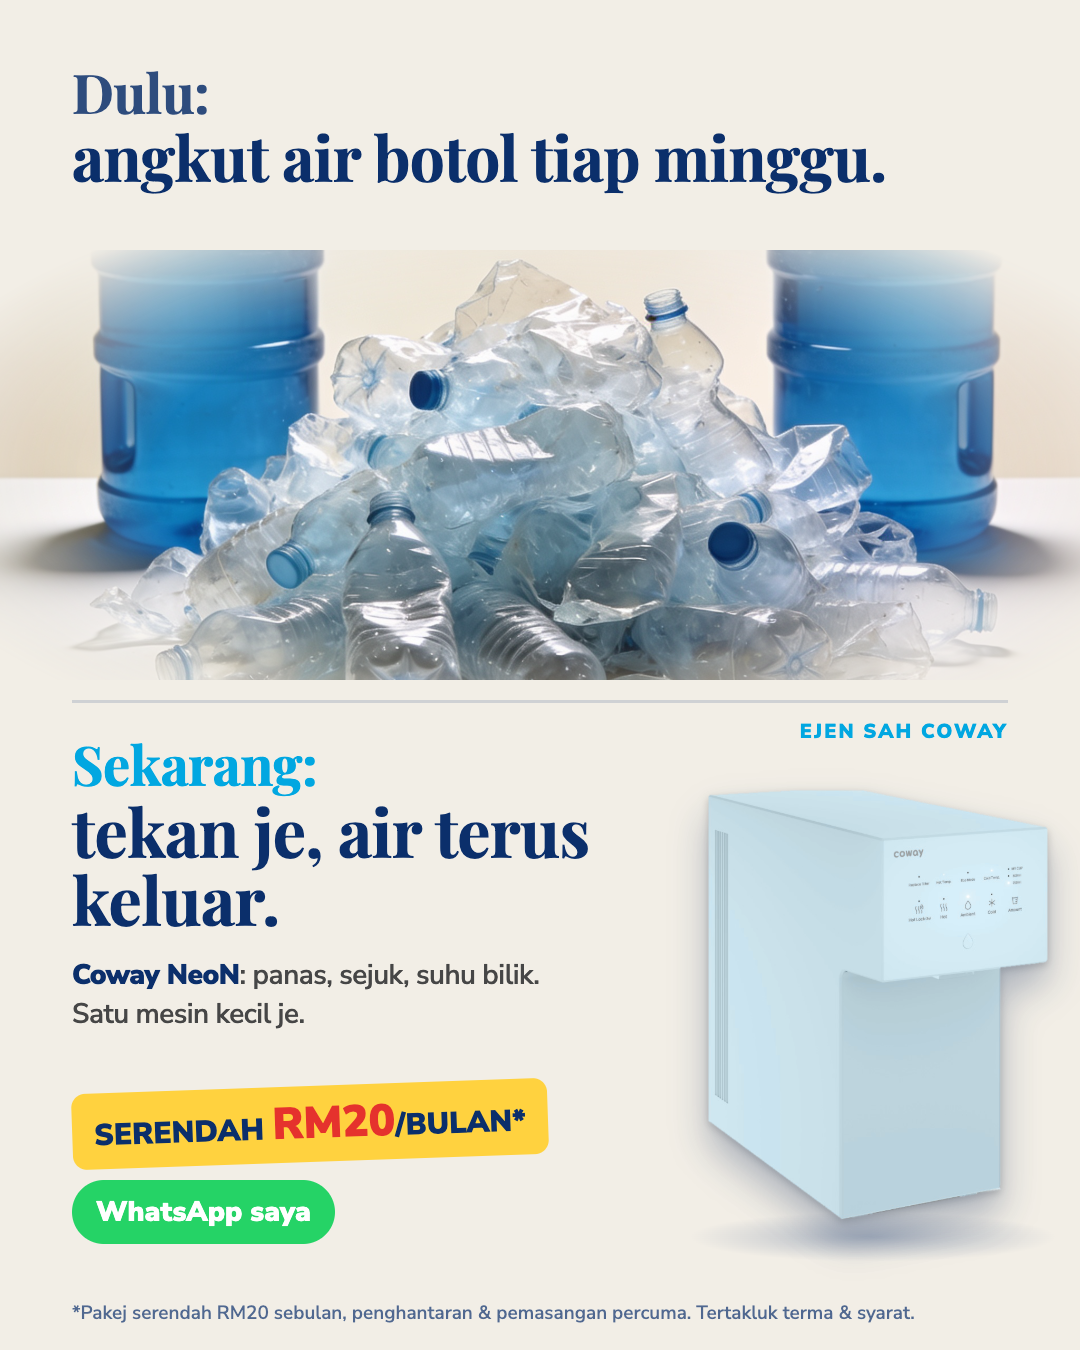 Dulu:
angkut air botol tiap minggu.
EJEN SAH COWAY
Sekarang:
tekan je, air terus
keluar.
coway
Coway NeoN: panas, sejuk, suhu bilik.
Satu mesin kecil je.
SERENDAH RM20/BULAN*
WhatsApp saya
*Pakej serendah RM20 sebulan, penghantaran & pemasangan percuma. Tertakluk terma & syarat.